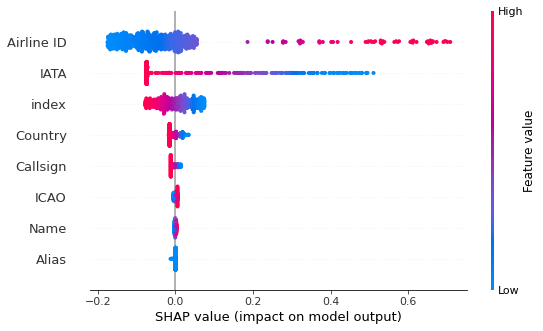 High
Airline ID
IATA
index
Country
Callsign
ICAO
Name
Alias
Feature value
Low
−0.2 0.0 0.2 0.4 0.6
SHAP value (impact on model output)